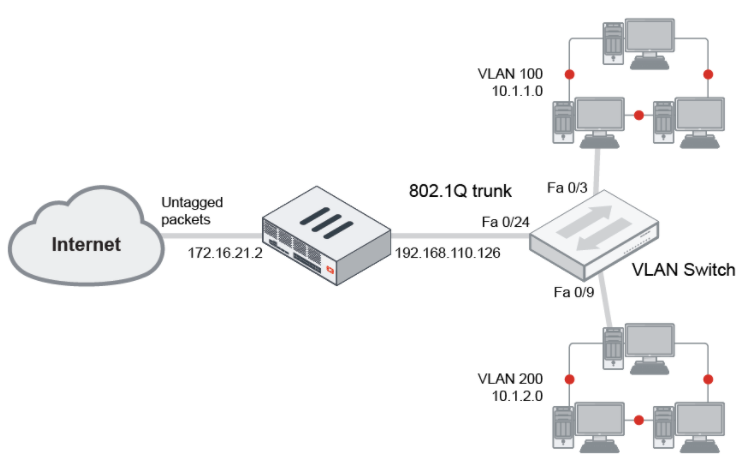 VLAN 100
10.1.1.0
Untagged
packets
802.1Q trunk
Fa 0/3
Fa 0/24
Internet
172.16.21.2
192.168.110.126
VLAN Switch
Fa 0/9
VLAN 200
10.1.2.0